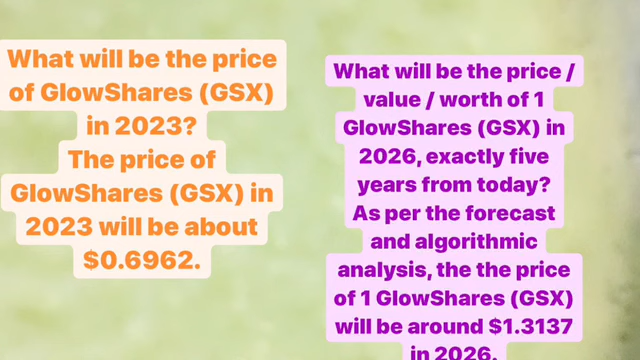 What will be the price
of GlowShares (GSX)
in 2023?
The price of
GlowShares (GSX) in
2023 will be about
$0.6962.
What will be the price /
value / worth of 1
GlowShares (GSX) in
2026, exactly five
years from today?
As per the forecast
and algorithmic
analysis, the the price
of 1 GlowShares (GSX)
will be around $1.3137
in 2026.